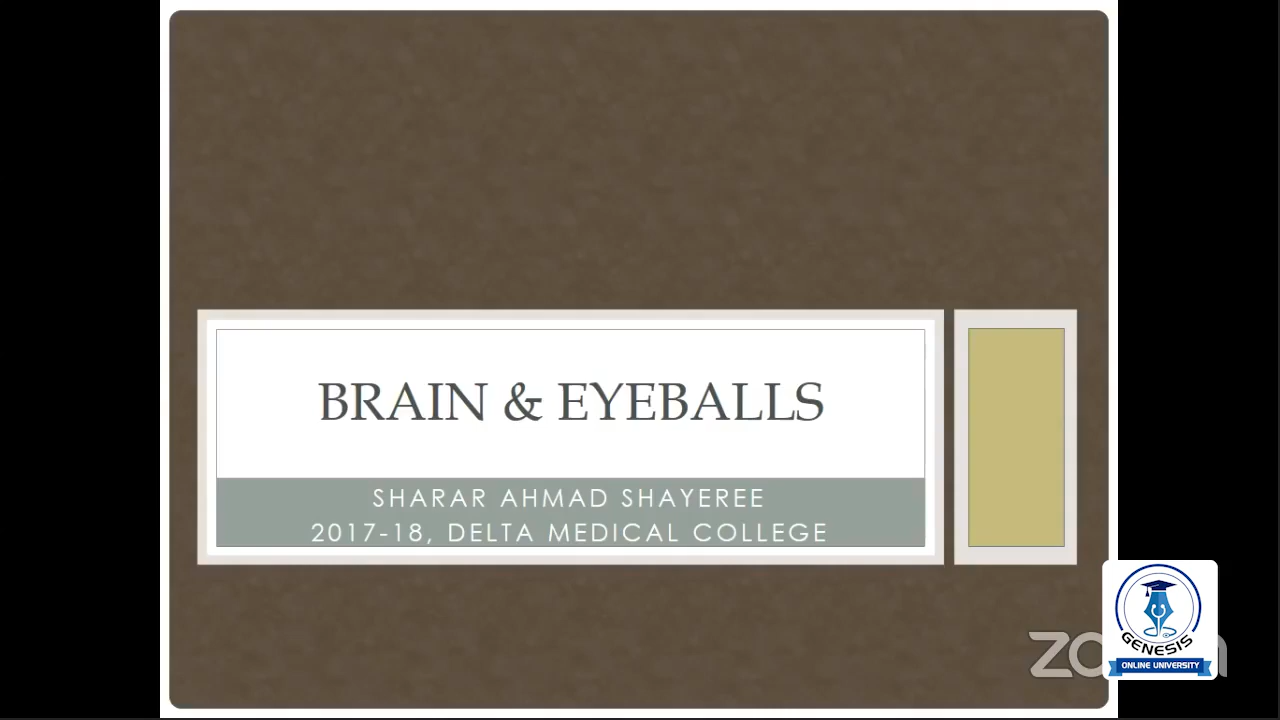 BRAIN & EYEBALLS
SHARAR AHMAD SHAYEREE
2017-18, DELTA MEDICAL COLLEGE
GENESIS
ONLINE UNIVERSITY